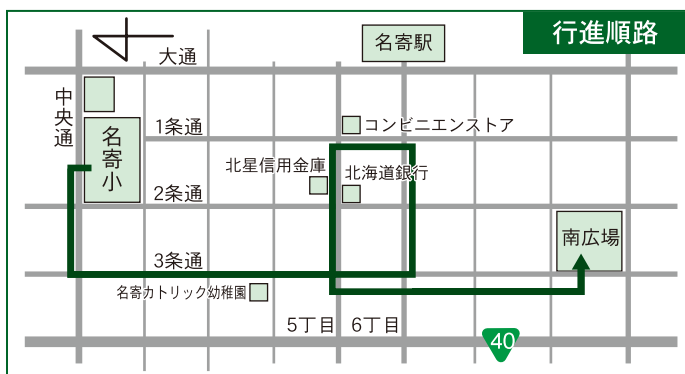 行進順路
名寄駅
大通
中央通
1条通
コンビニエンストア
名寄小
北星信用金庫
北海道銀行
2条通
南広場
3条通
名寄カトリック幼稚園
5丁目
6丁目
40